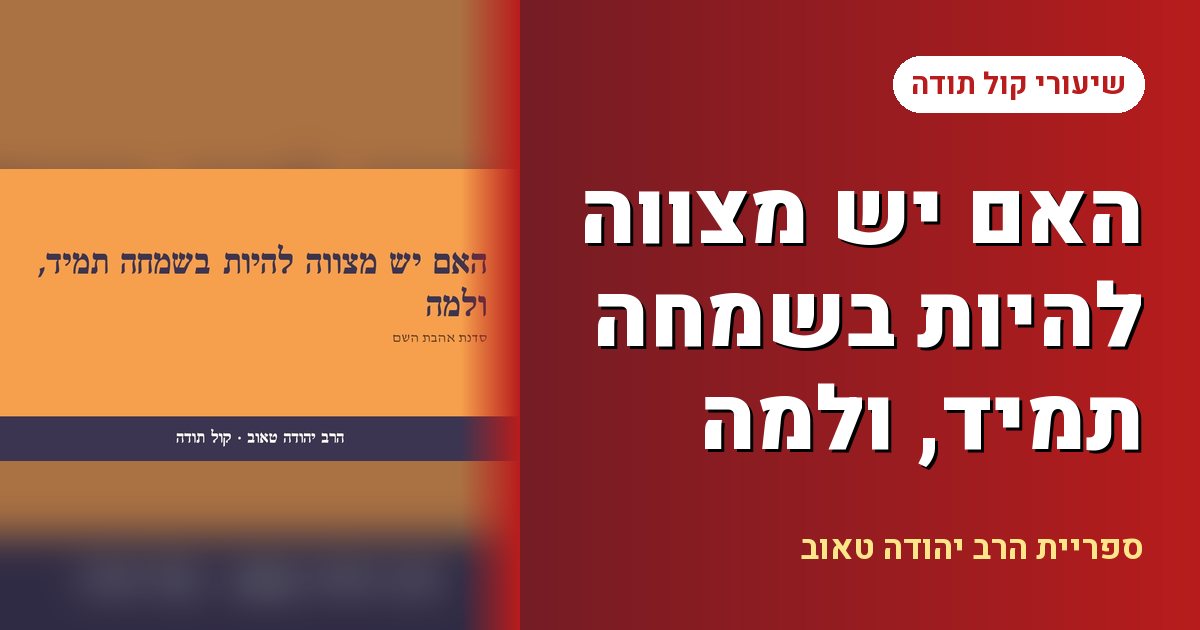 שיעורי קול תודה
האם יש מצווה
להיות בשמחה
תמיד, ולמה
ספריית הרב יהודה טאוב
האם יש מצווה להיות בשמחה תמיד,
ולמה
סדנת אהבת השם
הרב יהודה טאוב · קול תודה